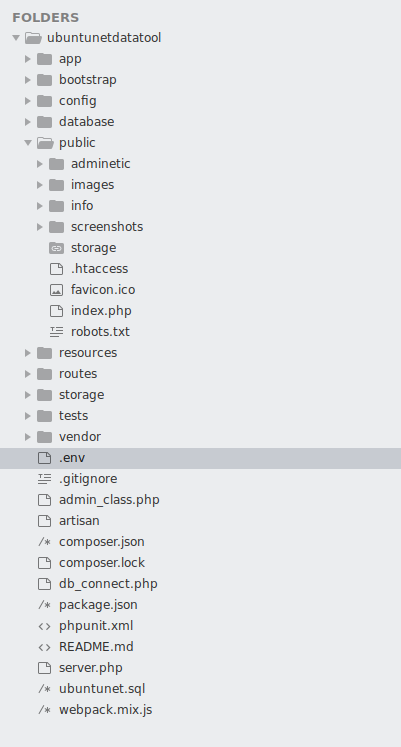 FOLDERS
ubuntunetdatatool
app
bootstrap
config
database
public
adminetic
images
info
screenshots
storage
.htaccess
favicon.ico
index.php
robots.txt
resources
routes
storage
tests
vendor
.env
.gitignore
admin_class.php
artisan
composer.json
composer.lock
db_connect.php
package.json
phpunit.xml
README.md
server.php
ubuntunet.sql
webpack.mix.js